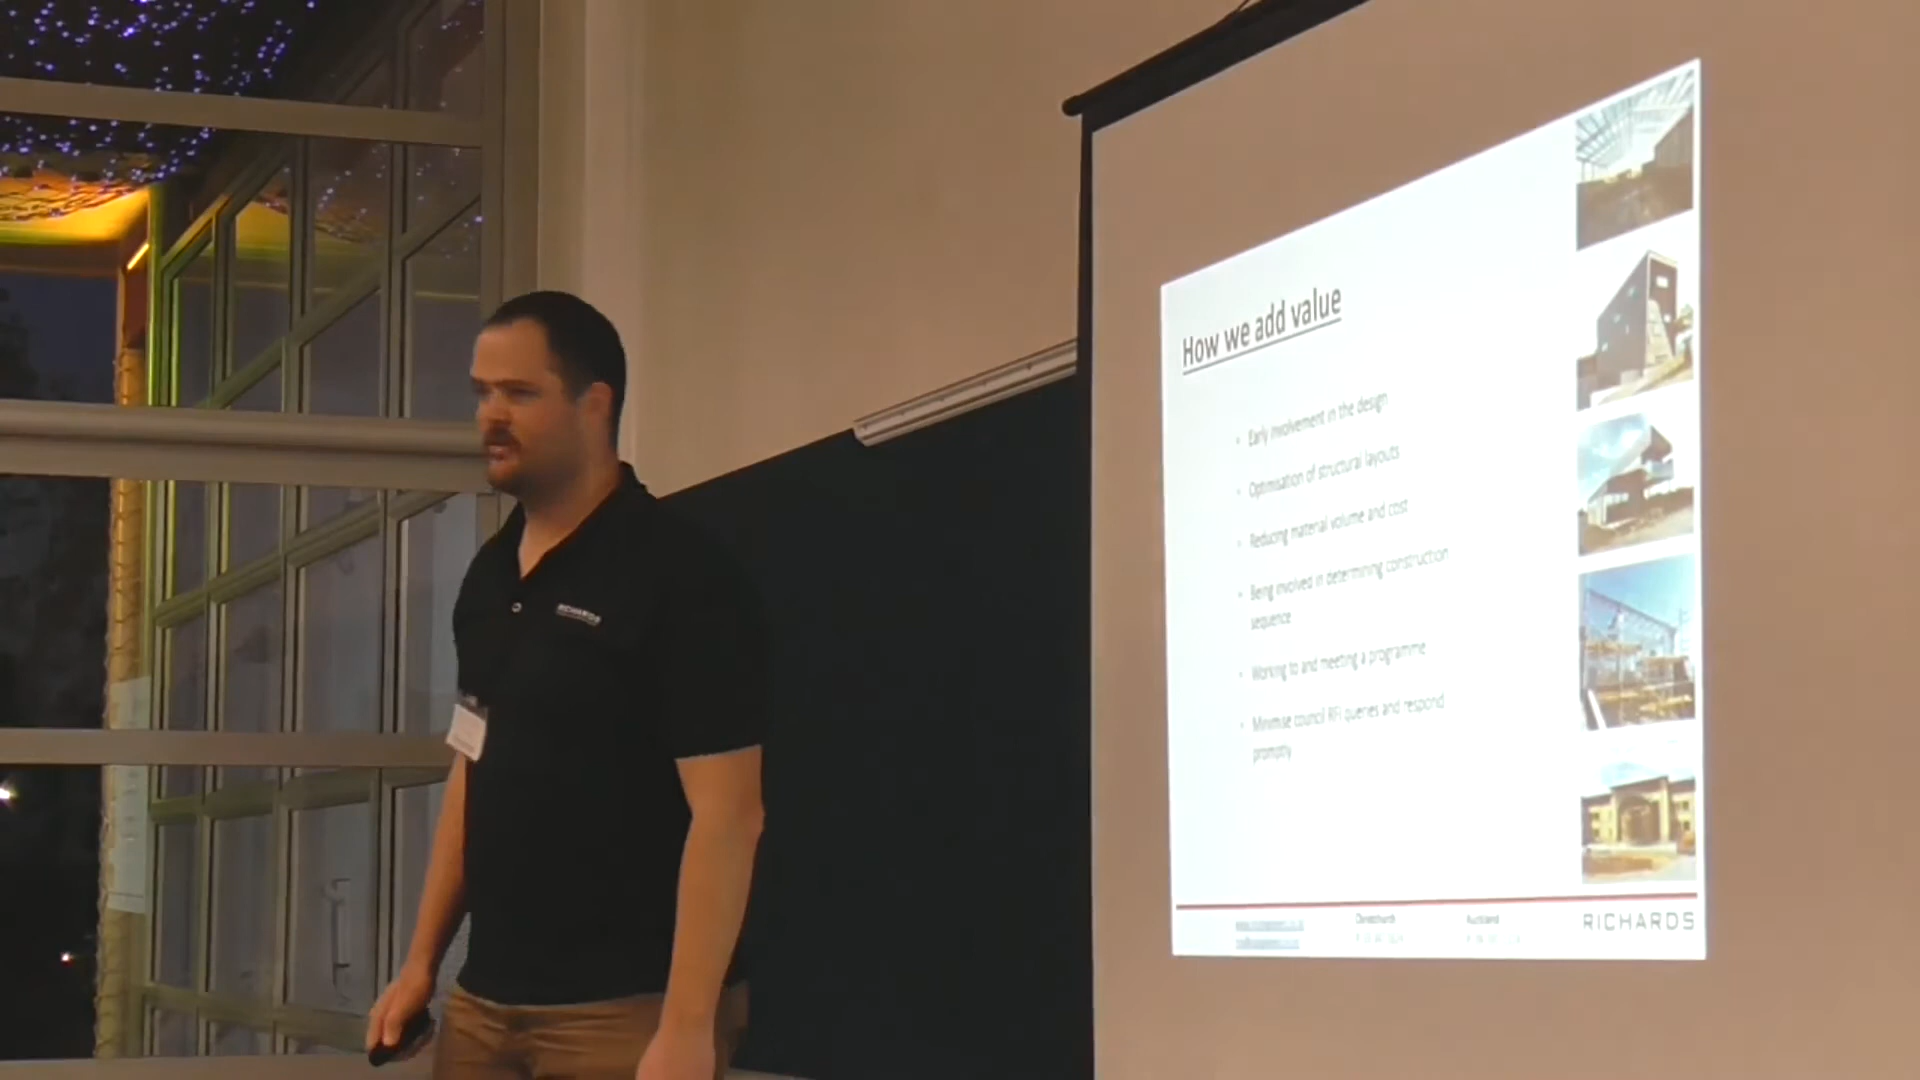 RICHARDS
How we add value
• Early involvement in the design
• Optimisation of structural layouts
• Reducing material volume and cost
• Being involved in determining construction
sequence
• Working to and meeting a programme
• Minimise council RFI queries and respond
promptly
Christchurch
Auckland
RICHARDS